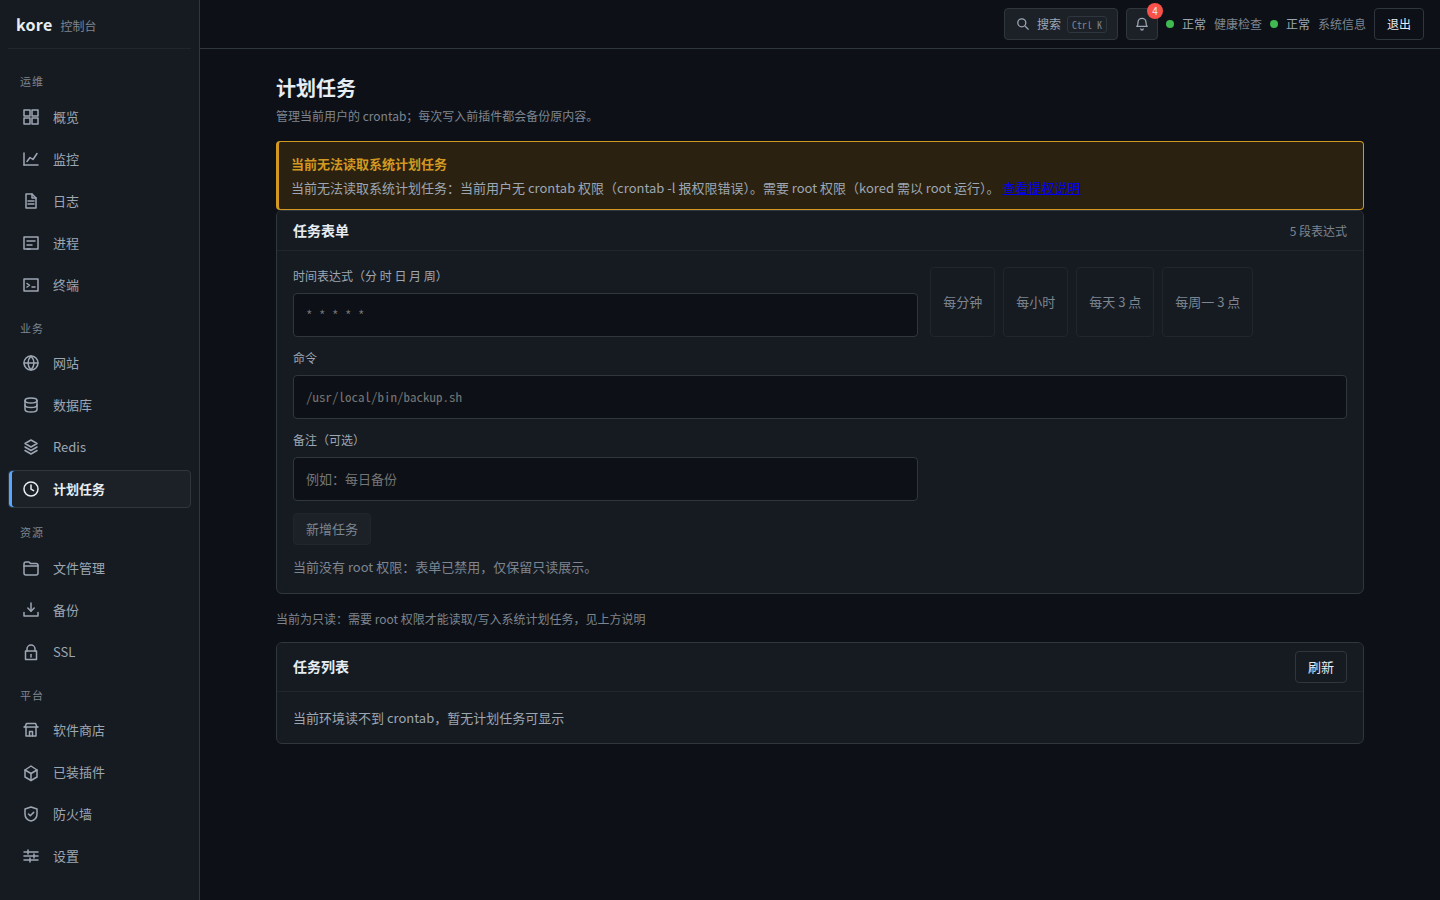 kore 控制台
搜索 Ctrl K
4
正常 健康检查
正常 系统信息
退出
运维
概览
监控
日志
进程
终端
业务
网站
数据库
Redis
计划任务
资源
文件管理
备份
SSL
平台
软件商店
已装插件
防火墙
设置
计划任务
管理当前用户的 crontab；每次写入前插件都会备份原内容。
当前无法读取系统计划任务
当前无法读取系统计划任务：当前用户无 crontab 权限（crontab -l 报权限错误）。需要 root 权限（kored 需以 root 运行）。 查看授权说明
任务表单
5 段表达式
时间表达式（分 时 日 月 周）
* * * * *
每分钟
每小时
每天 3 点
每周一 3 点
命令
/usr/local/bin/backup.sh
备注（可选）
例如：每日备份
新增任务
当前没有 root 权限：表单已禁用，仅保留只读展示。
当前为只读：需要 root 权限才能读取/写入系统计划任务，见上方说明
任务列表
刷新
当前环境读不到 crontab，暂无计划任务可显示